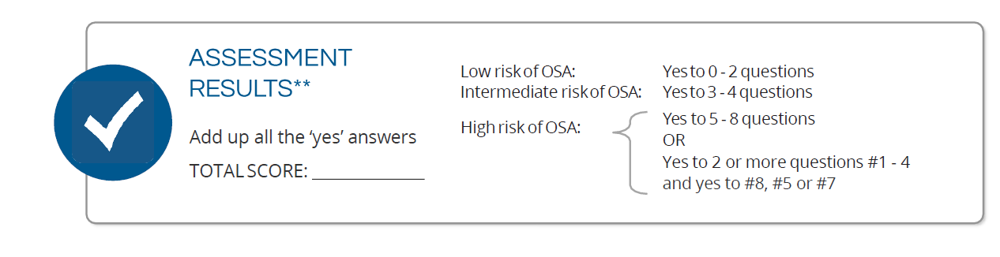 ASSESSMENT
RESULTS**
Add up all the ‘yes’ answers
TOTAL SCORE: ____________
Low risk of OSA: Yes to 0 - 2 questions
Intermediate risk of OSA: Yes to 3 - 4 questions
High risk of OSA: Yes to 5 - 8 questions
OR
Yes to 2 or more questions #1 - 4
and yes to #8, #5 or #7